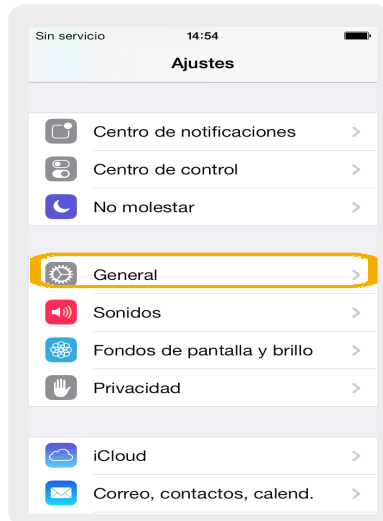 Sin servicio 14:54
Ajustes
Centro de notificaciones
Centro de control
No molestar
General
Sonidos
Fondos de pantalla y brillo
Privacidad
iCloud
Correo, contactos, calend.